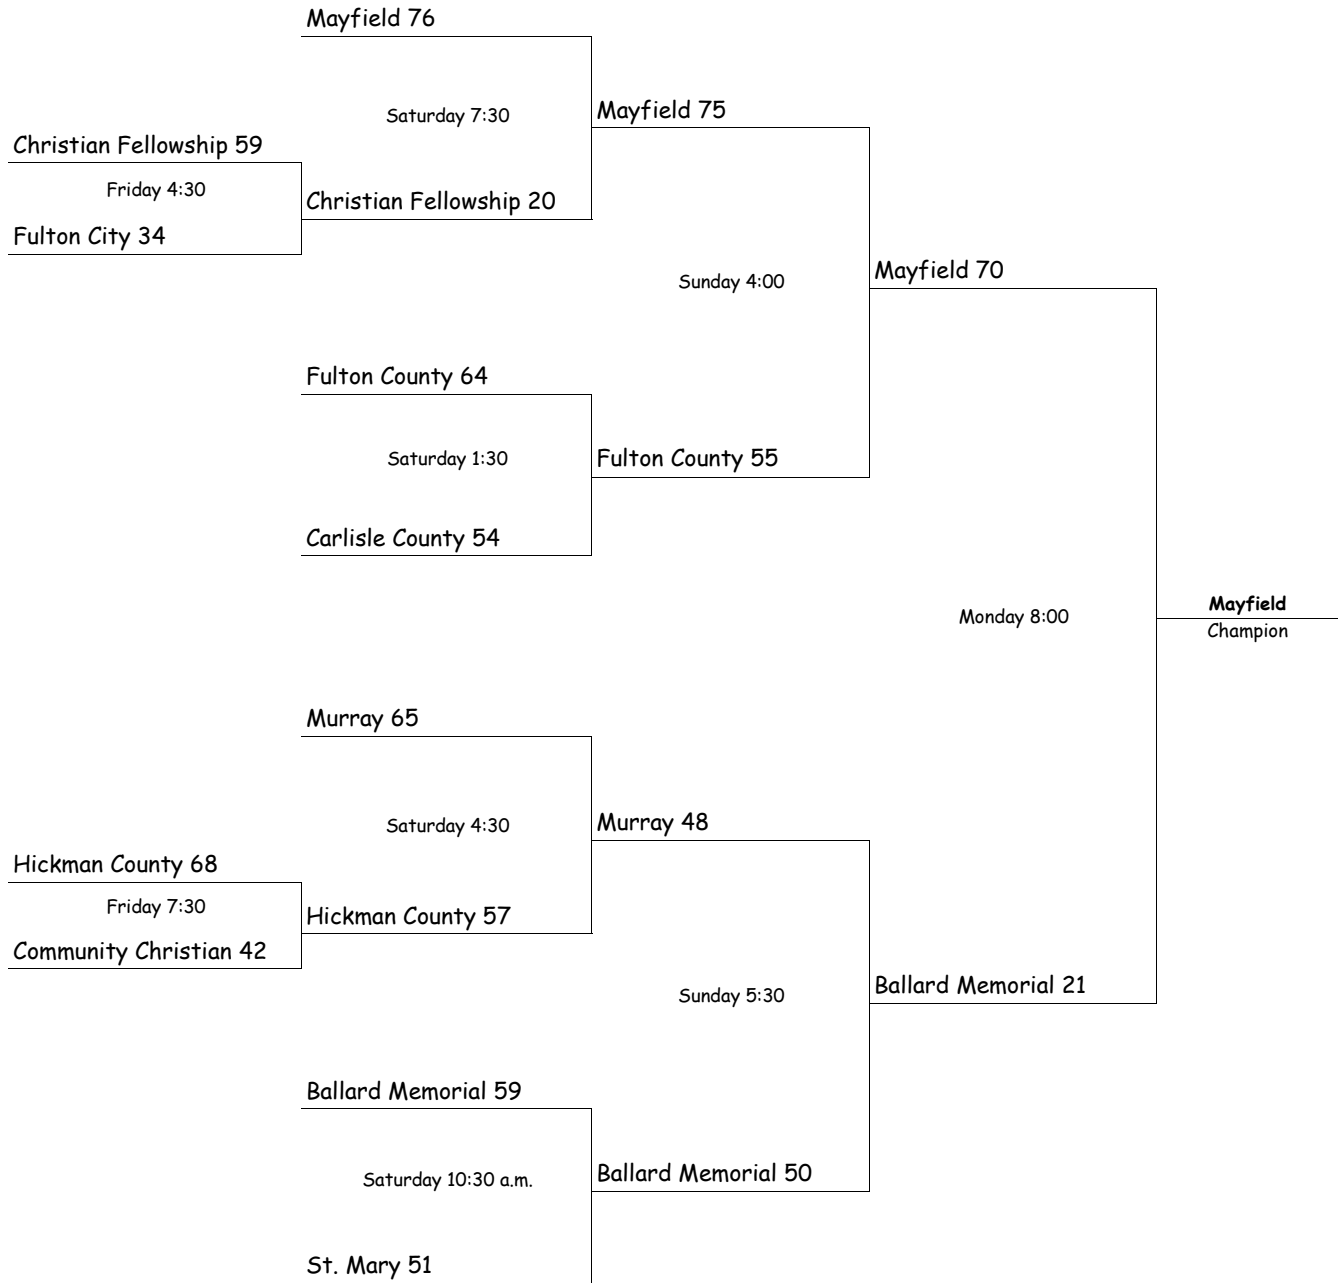 Mayfield 76
Saturday 7:30
Mayfield 75
Christian Fellowship 59
Friday 4:30
Christian Fellowship 20
Fulton City 34
Sunday 4:00
Mayfield 70
Fulton County 64
Saturday 1:30
Fulton County 55
Carlisle County 54
Monday 8:00
Mayfield
Champion
Murray 65
Saturday 4:30
Murray 48
Hickman County 68
Friday 7:30
Hickman County 57
Community Christian 42
Sunday 5:30
Ballard Memorial 21
Ballard Memorial 59
Saturday 10:30 a.m.
Ballard Memorial 50
St. Mary 51